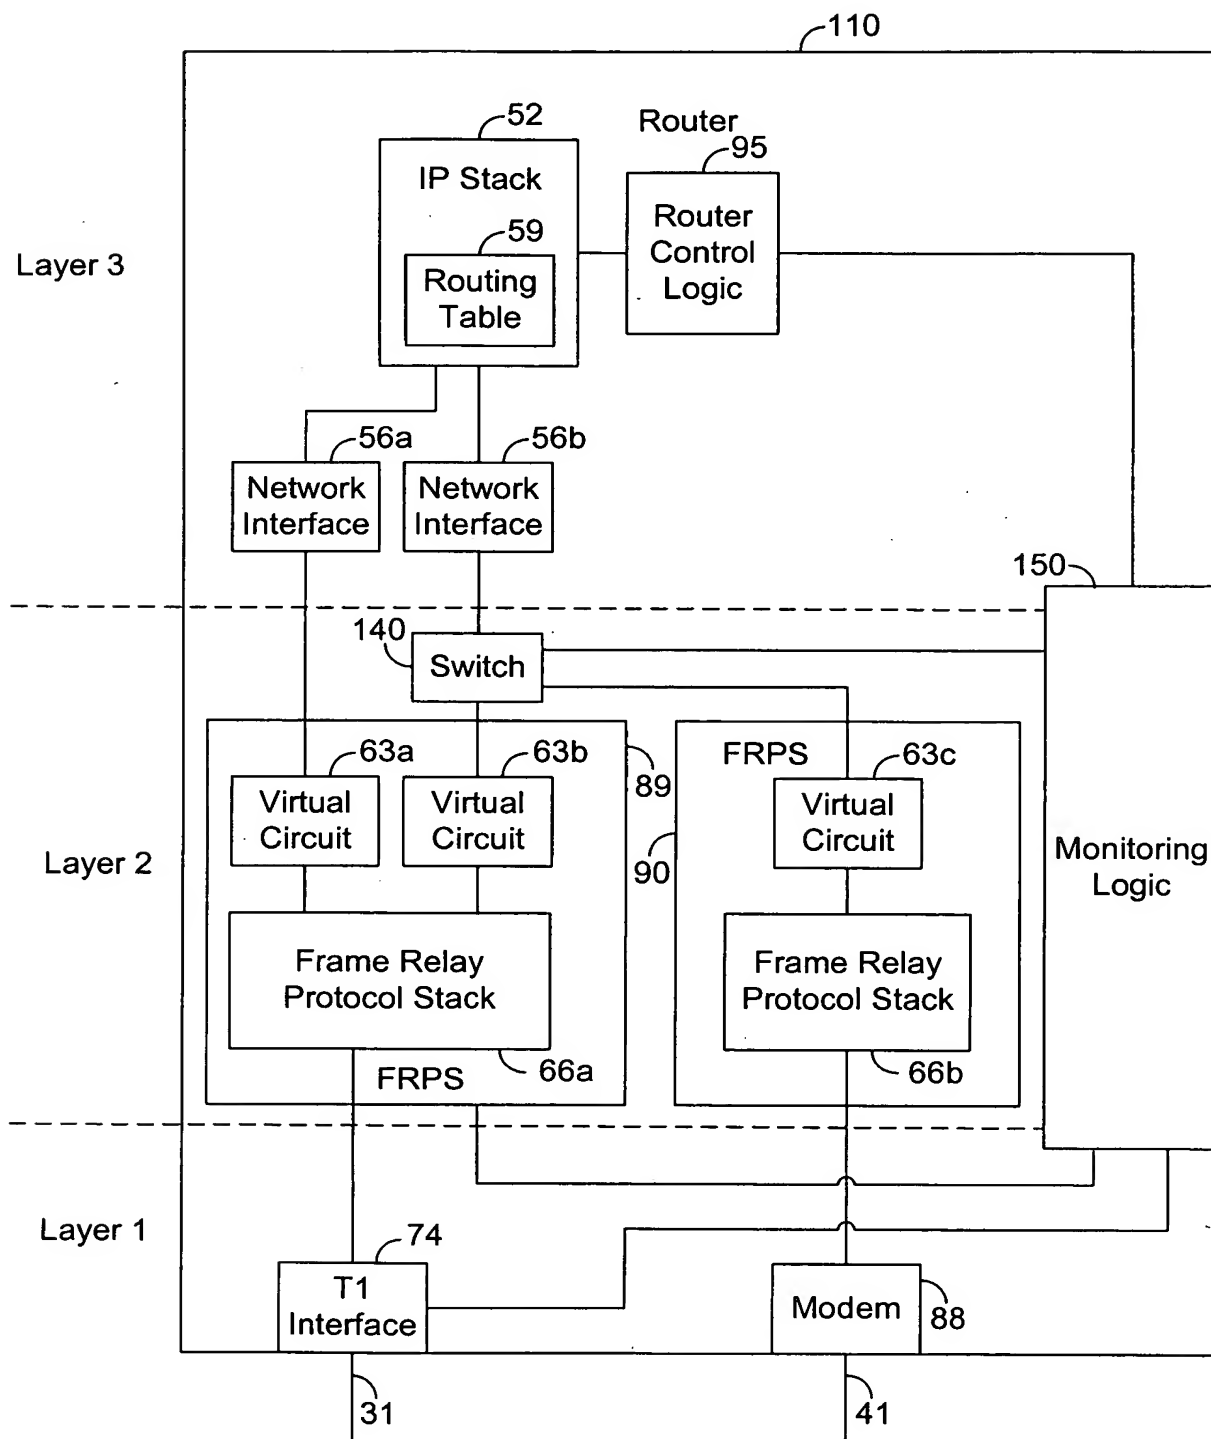 110
52
Router
95
IP Stack
Router
Control
Logic
59
Routing
Table
Layer 3
56a
56b
Network
Interface
Network
Interface
150
140
Switch
63a
63b
89
FRPS
63c
Virtual
Circuit
Virtual
Circuit
Virtual
Circuit
90
Layer 2
Monitoring
Logic
Frame Relay
Protocol Stack
Frame Relay
Protocol Stack
66a
FRPS
66b
Layer 1
74
T1
Interface
Modem
88
31
41